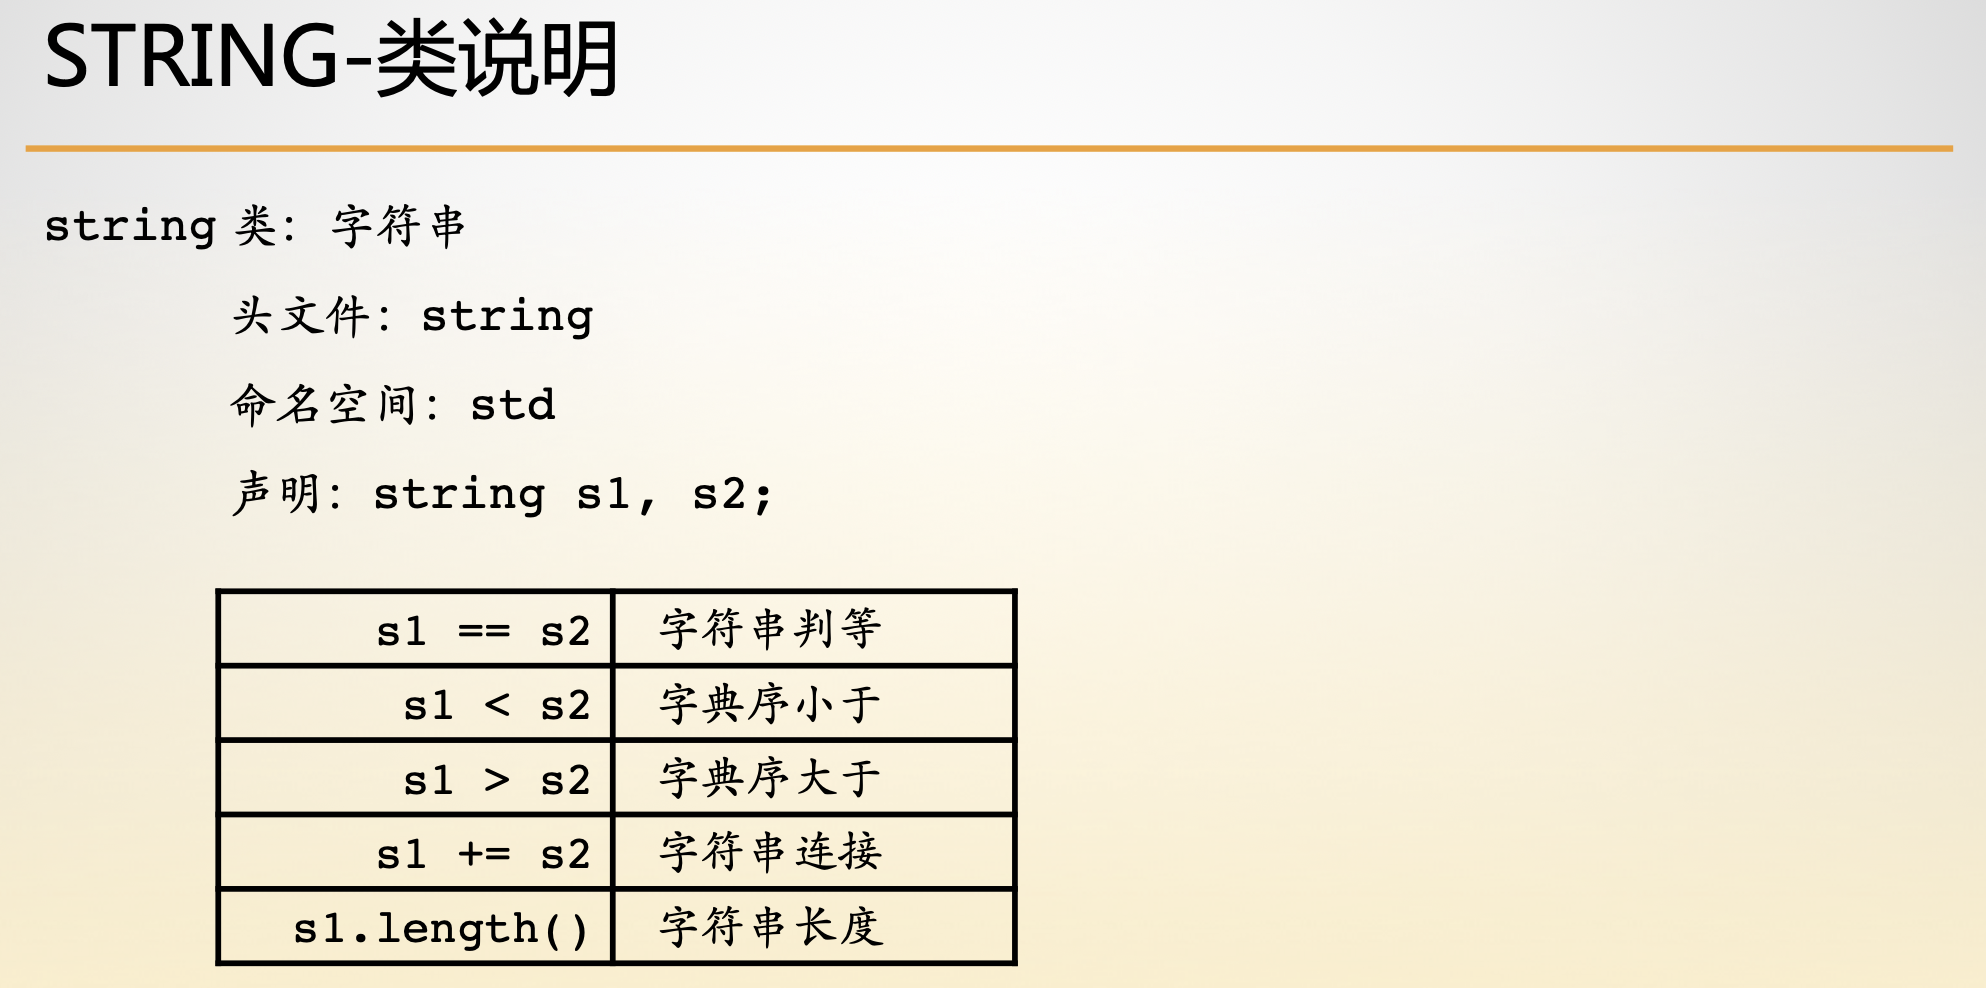 STRING-类说明
string 类：字符串
头文件：string
命名空间：std
声明：string s1, s2;
s1 == s2 字符串判等
s1 < s2 字典序小于
s1 > s2 字典序大于
s1 += s2 字符串连接
s1.length() 字符串长度